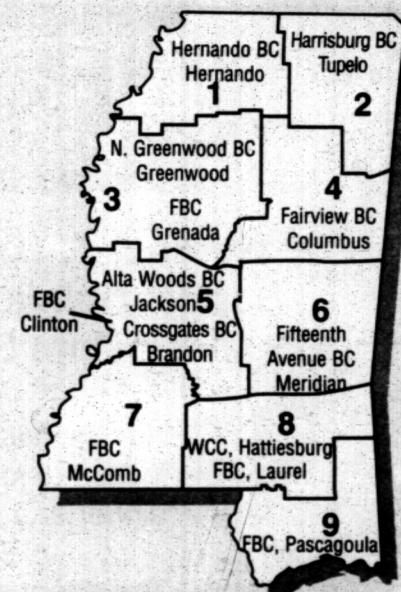 Hernando BC
Hernando
1
Harrisburg BC
Tupelo
2
N. Greenwood BC
Greenwood
3
FBC
Grenada
4
Fairview BC
Columbus
Alta Woods BC
Jackson 5
FBC
Clinton
Crossgates BC
Brandon
6
Fifteenth
Avenue BC
Meridian
7
FBC
McComb
8
WCC, Hattiesburg
FBC, Laurel
9
FBC, Pascagoula